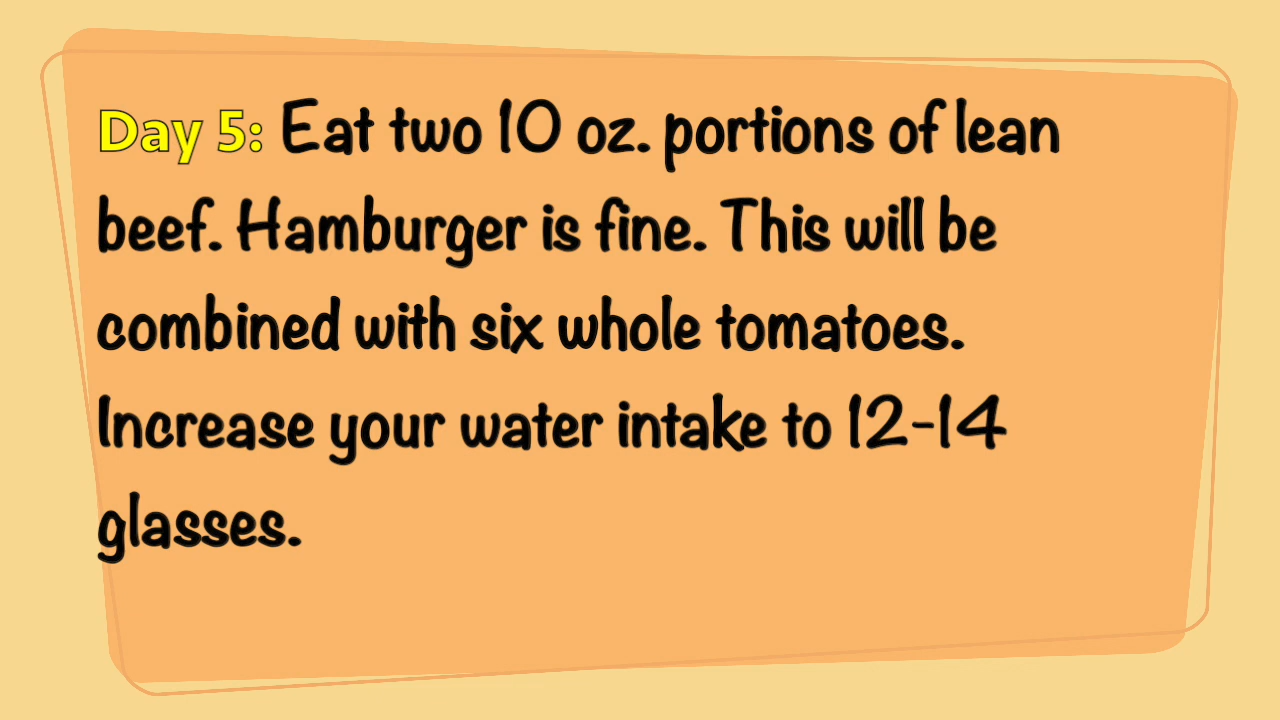 Day 5: Eat two 10 oz. portions of lean
beef. Hamburger is fine. This will be
combined with six whole tomatoes.
Increase your water intake to 12-14
glasses.